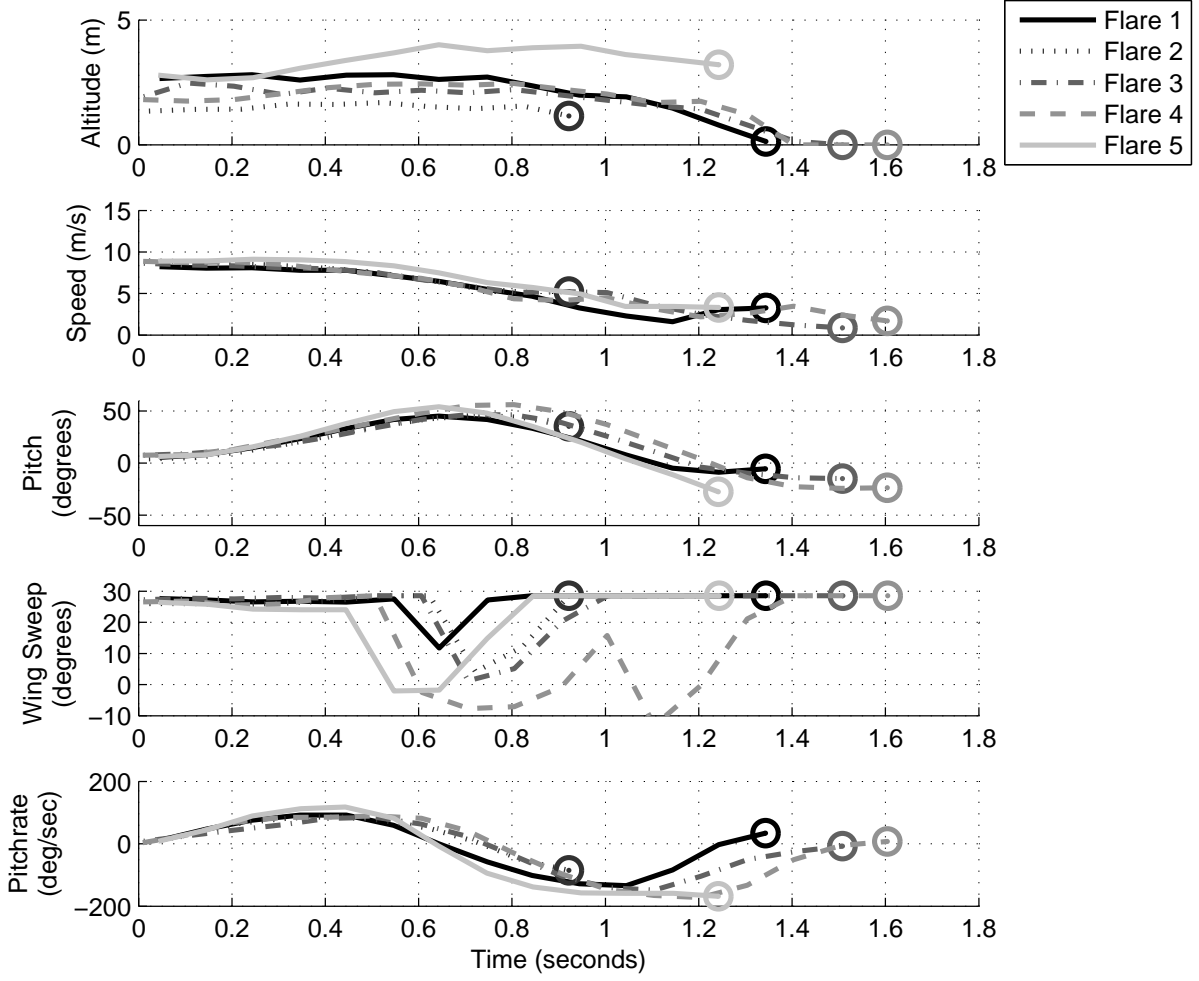 Altitude (m)
5
0
0 0.2 0.4 0.6 0.8 1 1.2 1.4 1.6 1.8
Flare 1
Flare 2
Flare 3
Flare 4
Flare 5
Speed (m/s)
15
10
5
0
0 0.2 0.4 0.6 0.8 1 1.2 1.4 1.6 1.8
Pitch
(degrees)
50
0
−50
0 0.2 0.4 0.6 0.8 1 1.2 1.4 1.6 1.8
Wing Sweep
(degrees)
30
20
10
0
−10
0 0.2 0.4 0.6 0.8 1 1.2 1.4 1.6 1.8
Pitchrate
(deg/sec)
200
0
−200
0 0.2 0.4 0.6 0.8 1 1.2 1.4 1.6 1.8
Time (seconds)